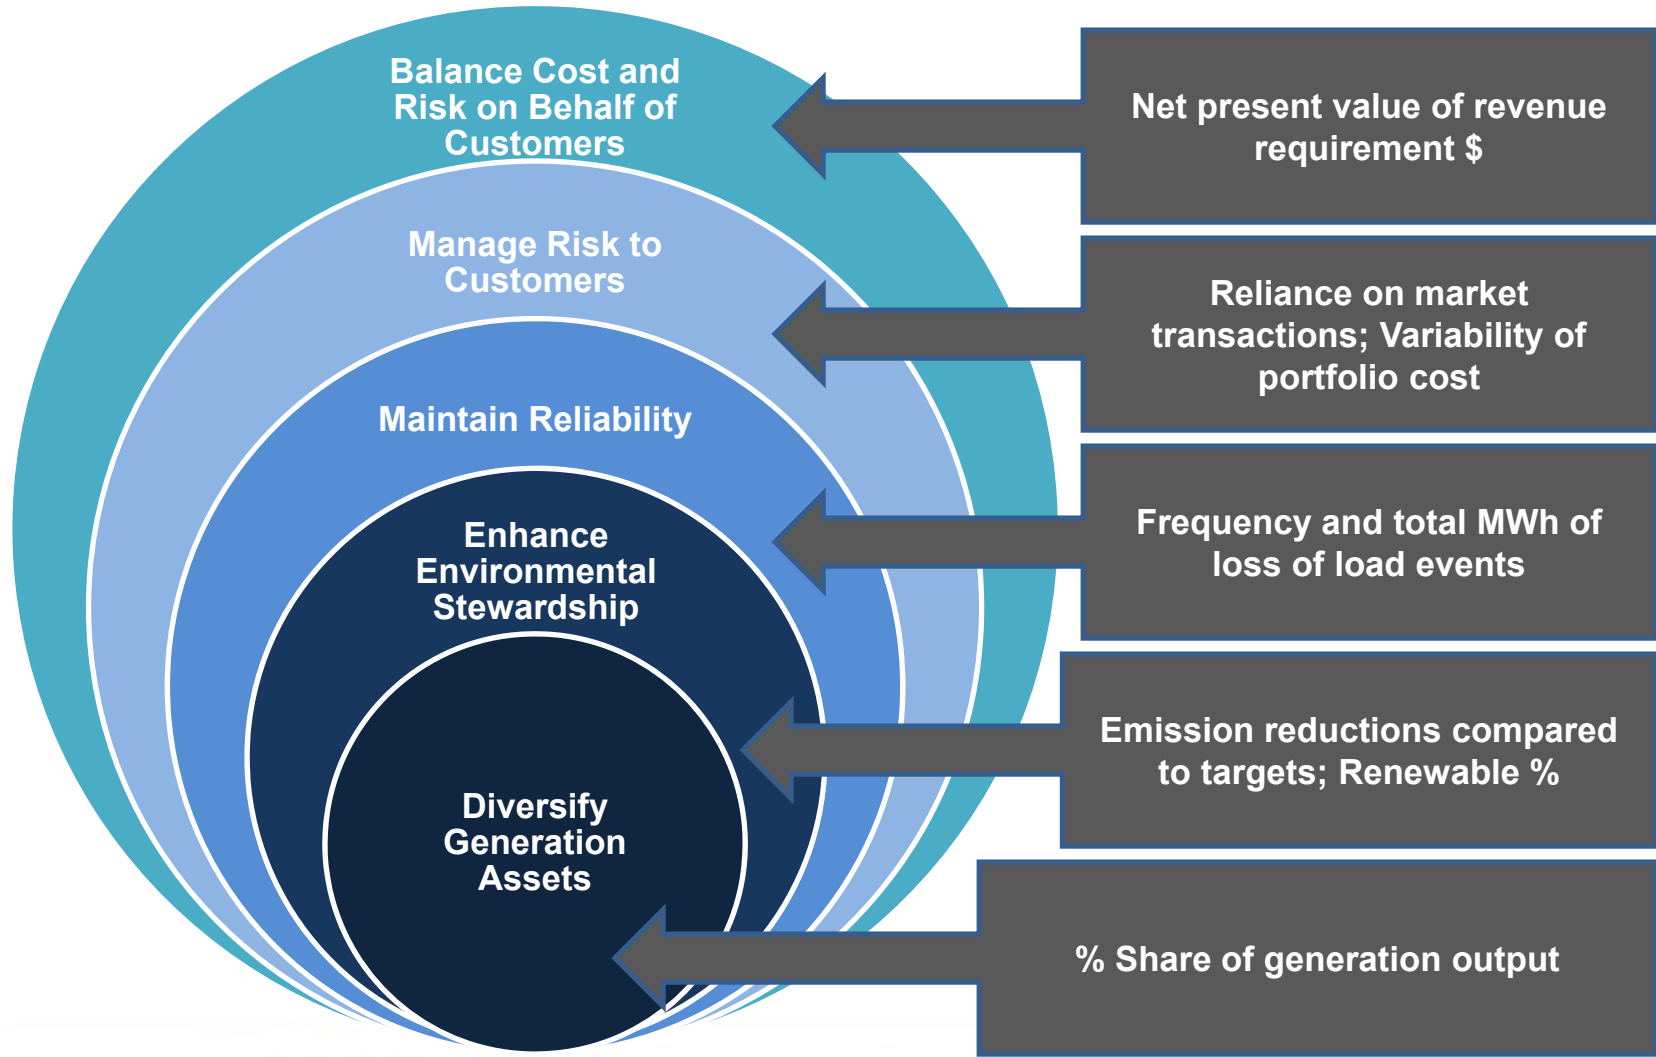 Balance Cost and
Risk on Behalf of
Customers
Net present value of revenue
requirement $
Manage Risk to
Customers
Reliance on market
transactions; Variability of
portfolio cost
Maintain Reliability
Frequency and total MWh of
loss of load events
Enhance
Environmental
Stewardship
Emission reductions compared
to targets; Renewable %
Diversify
Generation
Assets
% Share of generation output